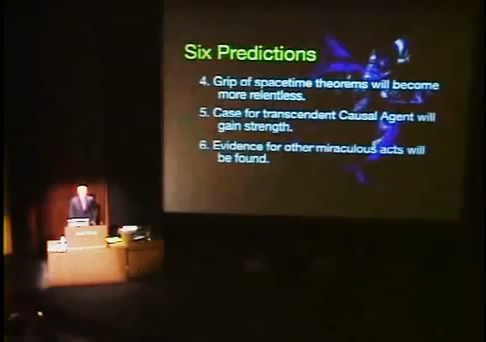 Six Predictions
4. Grip of spacetime theorems will become
more relentless.
5. Case for transcendent Causal Agent will
gain strength.
6. Evidence for other miraculous acts will
be found.